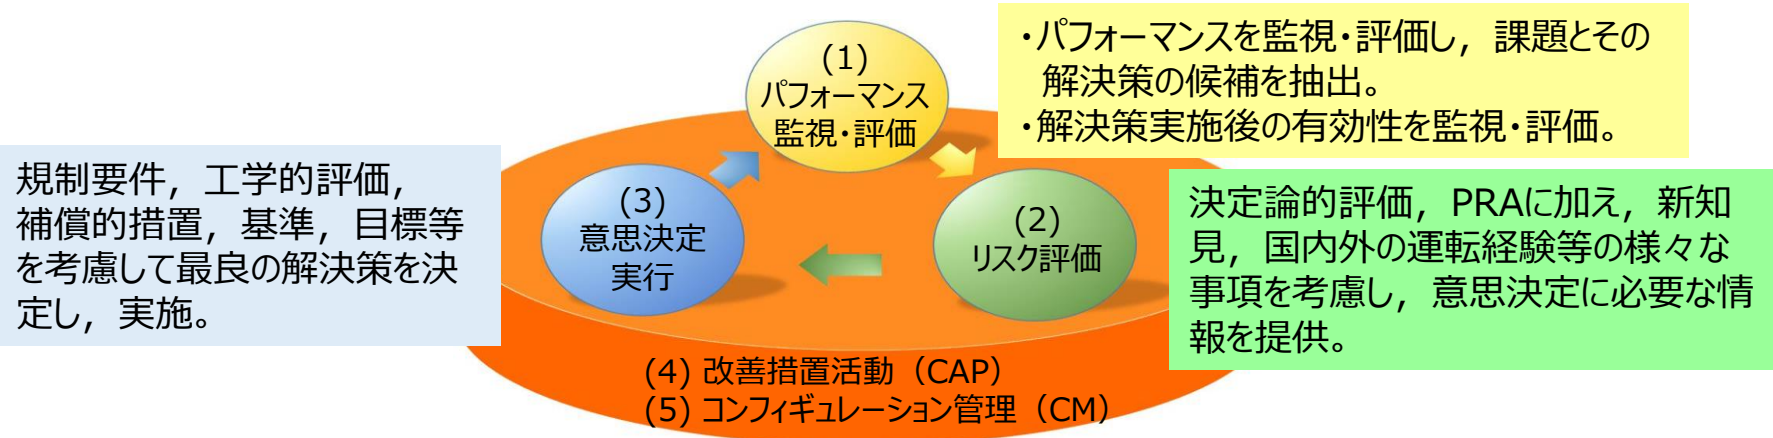 (1)
パフォーマンス
監視・評価
・パフォーマンスを監視・評価し，課題とその
解決策の候補を抽出。
・解決策実施後の有効性を監視・評価。
規制要件，工学的評価，
補償的措置，基準，目標等
を考慮して最良の解決策を決
定し，実施。
(3)
意思決定
実行
(2)
リスク評価
決定論的評価，PRAに加え，新知
見，国内外の運転経験等の様々な
事項を考慮し，意思決定に必要な情
報を提供。
(4) 改善措置活動（CAP）
(5) コンフィギュレーション管理（CM）